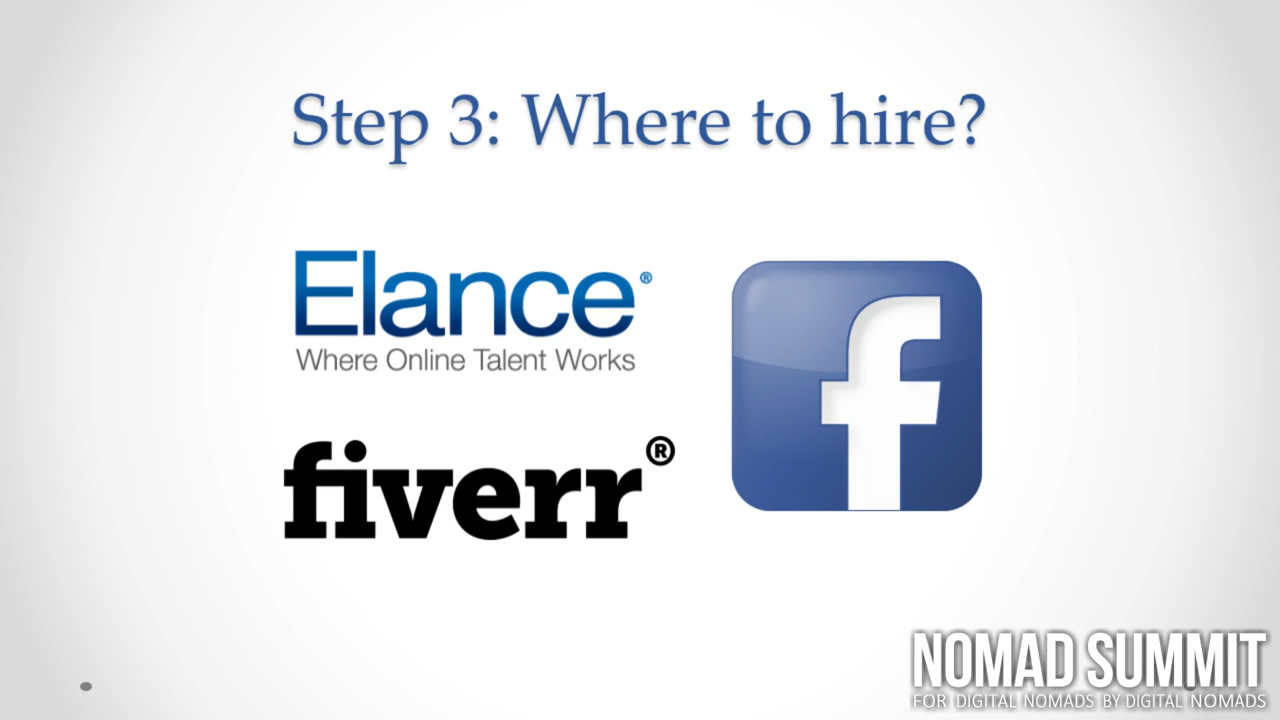 Step 3: Where to hire?
Elance®
Where Online Talent Works
fiverr®
f
NOMAD SUMMIT
FOR DIGITAL NOMADS BY DIGITAL NOMADS